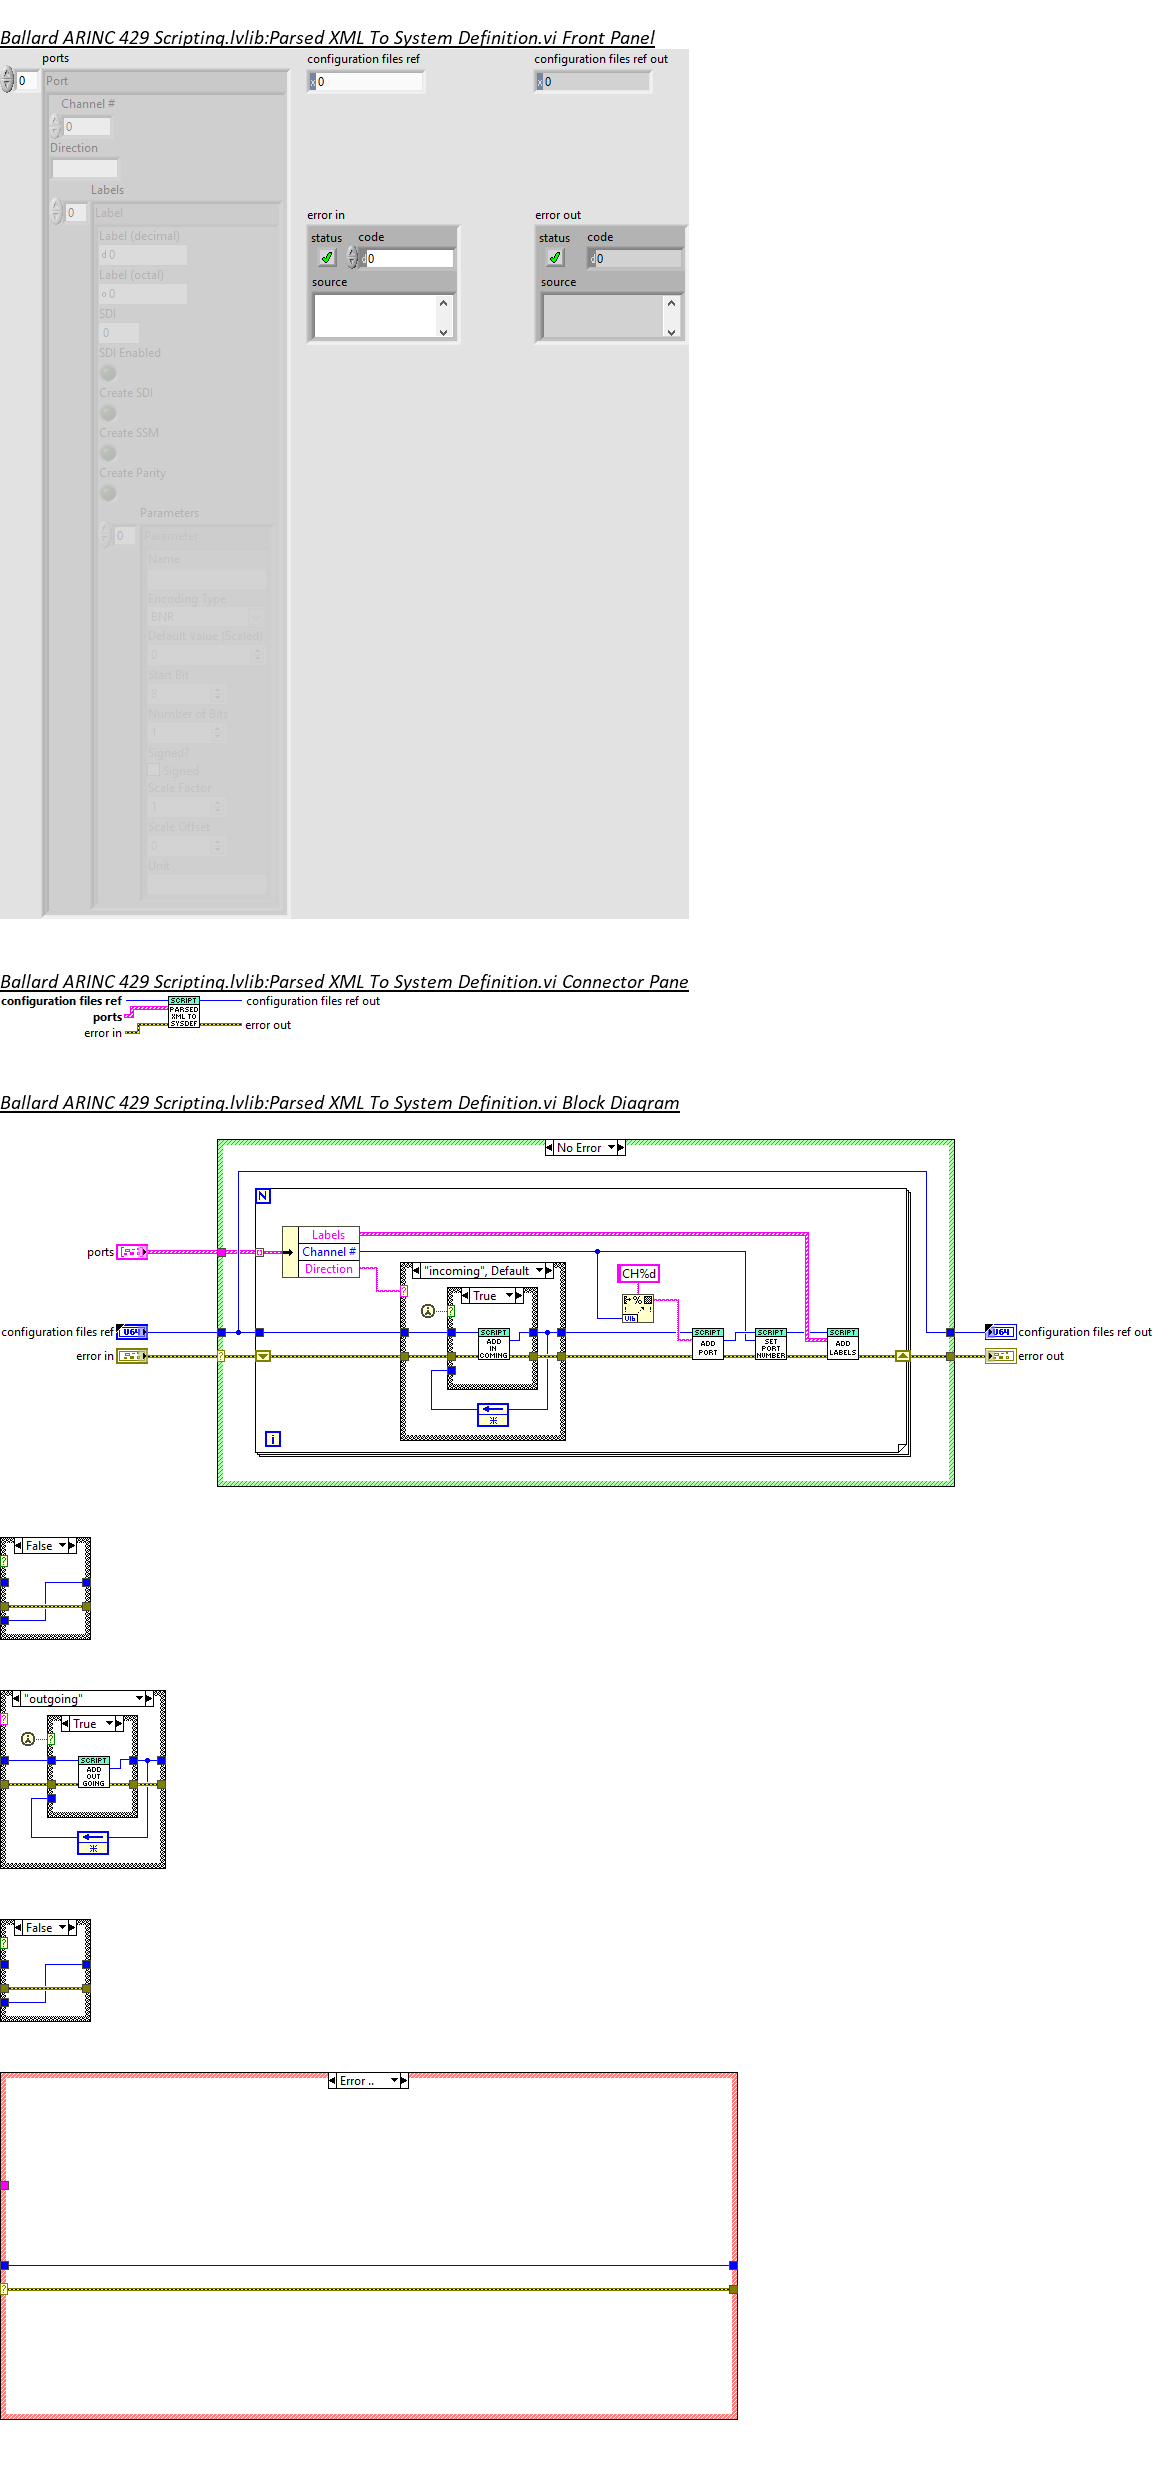 Ballard ARINC 429 Scripting.lvlib:Parsed XML To System Definition.vi Front Panel
ports
configuration files ref
configuration files ref out
0
Port
x 0
x 0
Channel #
0
Direction
Labels
0
Label
error in
error out
Label (decimal)
status
code
status
code
d 0
d 0
d 0
Label (octal)
source
source
o 0
SDI
0
SDI Enabled
Create SDI
Create SSM
Create Parity
Parameters
0
Parameter
Name
Encoding Type
BNR
Default Value (Scaled)
0
Start Bit
8
Number of Bits
1
Signed?
Signed
Scale Factor
1
Scale Offset
0
Unit
Ballard ARINC 429 Scripting.lvlib:Parsed XML To System Definition.vi Connector Pane
configuration files ref
SCRIPT
PARSED
XML TO
SYSDEF
configuration files ref out
ports
error in
error out
Ballard ARINC 429 Scripting.lvlib:Parsed XML To System Definition.vi Block Diagram
No Error
N
Labels
ports
Channel #
Direction
"incoming", Default
CH%d
True
U16
configuration files ref
U64
SCRIPT
ADD
IN
COMING
SCRIPT
ADD
PORT
SCRIPT
SET
PORT
NUMBER
SCRIPT
ADD
LABELS
U64
configuration files ref out
error in
error out
i
False
"outgoing"
True
SCRIPT
ADD
OUT
GOING
False
Error ..